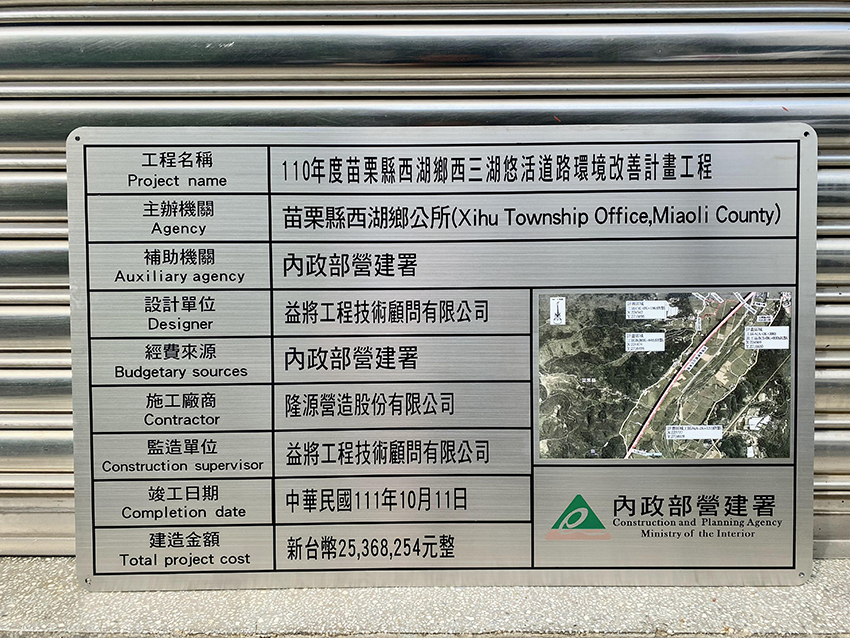 工程名稱
Project name
110年度苗栗縣西湖鄉西三湖悠活道路環境改善計畫工程
主辦機關
Agency
苗栗縣西湖鄉公所(Xihu Township Office,Miaoli County)
補助機關
Auxiliary agency
內政部營建署
設計單位
Designer
益將工程技術顧問有限公司
經費來源
Budgetary sources
內政部營建署
施工廠商
Contractor
隆源營造股份有限公司
監造單位
Construction supervisor
益將工程技術顧問有限公司
竣工日期
Completion date
中華民國111年10月11日
建造金額
Total project cost
新台幣25,368,254元整
內政部營建署
Construction and Planning Agency
Ministry of the Interior